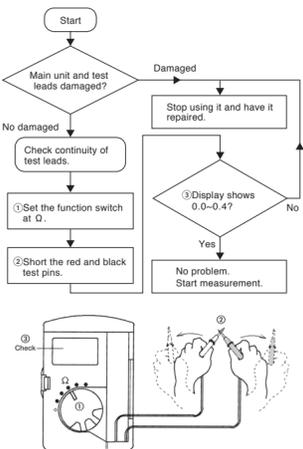 Start
Main unit and test
leads damaged?
Damaged
Stop using it and have it
repaired.
No damaged
Check continuity of
test leads.
①Set the function switch
at Ω.
②Short the red and black
test pins.
③Display shows
0.0~0.4?
No
Yes
No problem.
Start measurement.
③
Check
Ω
①
②